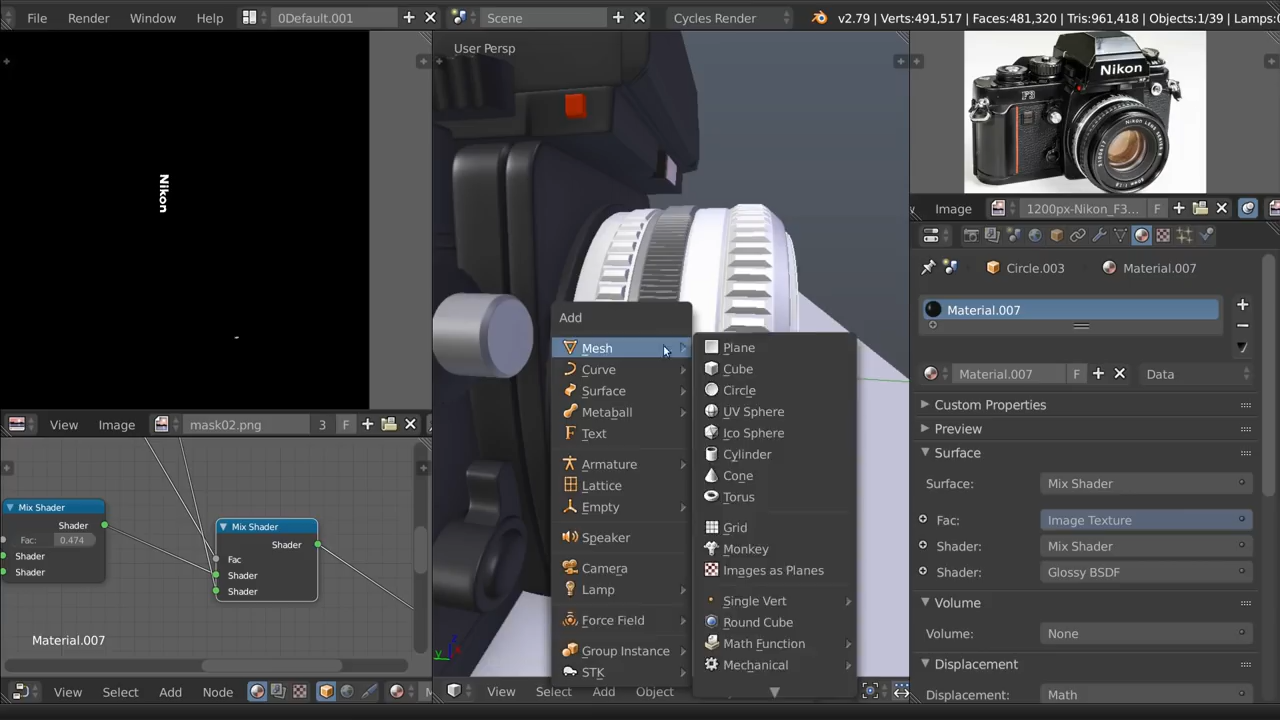 File Render Window Help
0Default.001
Scene
Cycles Render
v2.79 | Verts:491,517 | Faces:481,320 | Tris:961,418 | Objects:1/39 | Lamps:0
User Persp
Nikon
Nikon
F3
View Image mask02.png 3 F
Image 1200px-Nikon_F3... F
Circle.003 Material.007
Material.007
Material.007 F Data
Custom Properties
Preview
Surface
Surface: Mix Shader
Fac: Image Texture
Shader: Mix Shader
Shader: Glossy BSDF
Volume
Volume: None
Displacement
Displacement: Math
Add
Mesh
Curve
Surface
Metaball
Text
Armature
Lattice
Empty
Speaker
Camera
Lamp
Force Field
Group Instance
STK
Plane
Cube
Circle
UV Sphere
Ico Sphere
Cylinder
Cone
Torus
Grid
Monkey
Images as Planes
Single Vert
Round Cube
Math Function
Mechanical
Mix Shader
Shader
Fac: 0.474
Shader
Shader
Mix Shader
Shader
Fac
Shader
Shader
Material.007
View Select Add Node
View Select Add Object